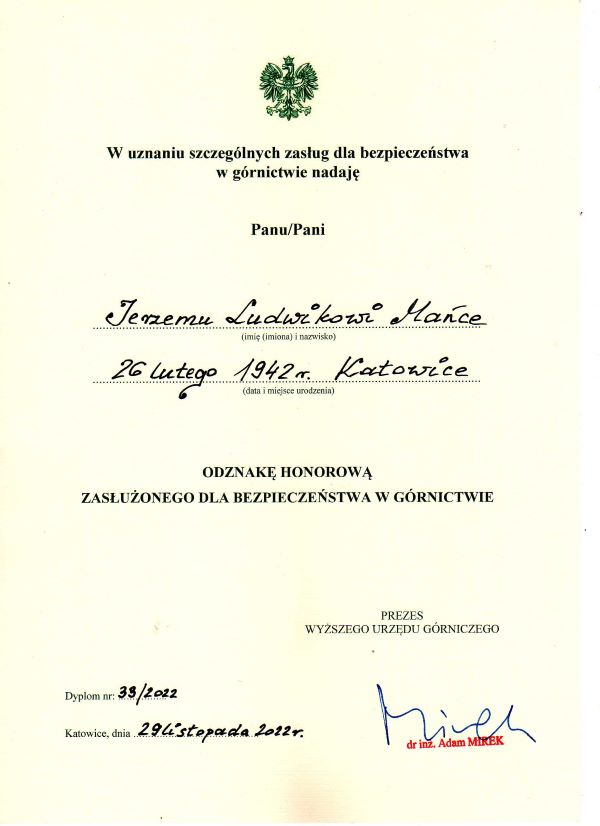 W uznaniu szczególnych zasług dla bezpieczeństwa
w górnictwie nadaję
Panu/Pani
Jerzemu Ludwikowi Mańce
(imię (imiona) i nazwisko)
26 lutego 1942 r. Katowice
(data i miejsce urodzenia)
ODZNAKĘ HONOROWĄ
ZASŁUŻONEGO DLA BEZPIECZEŃSTWA W GÓRNICTWIE
PREZES
WYŻSZEGO URZĘDU GÓRNICZEGO
Dyplom nr: 33/2022
Katowice, dnia 29 listopada 2022r.
Mirek
dr inż. Adam MIREK